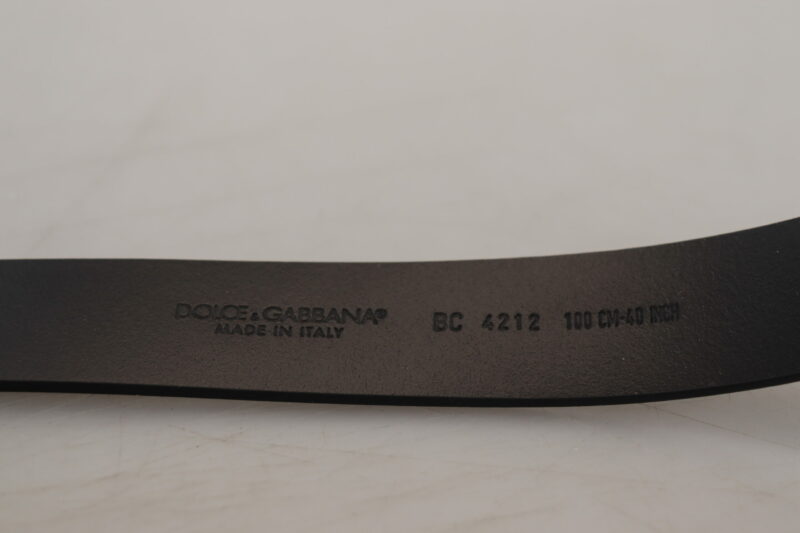 DOLCE & GABBANA®
MADE IN ITALY
BC 4212 100 CM-40 INCH